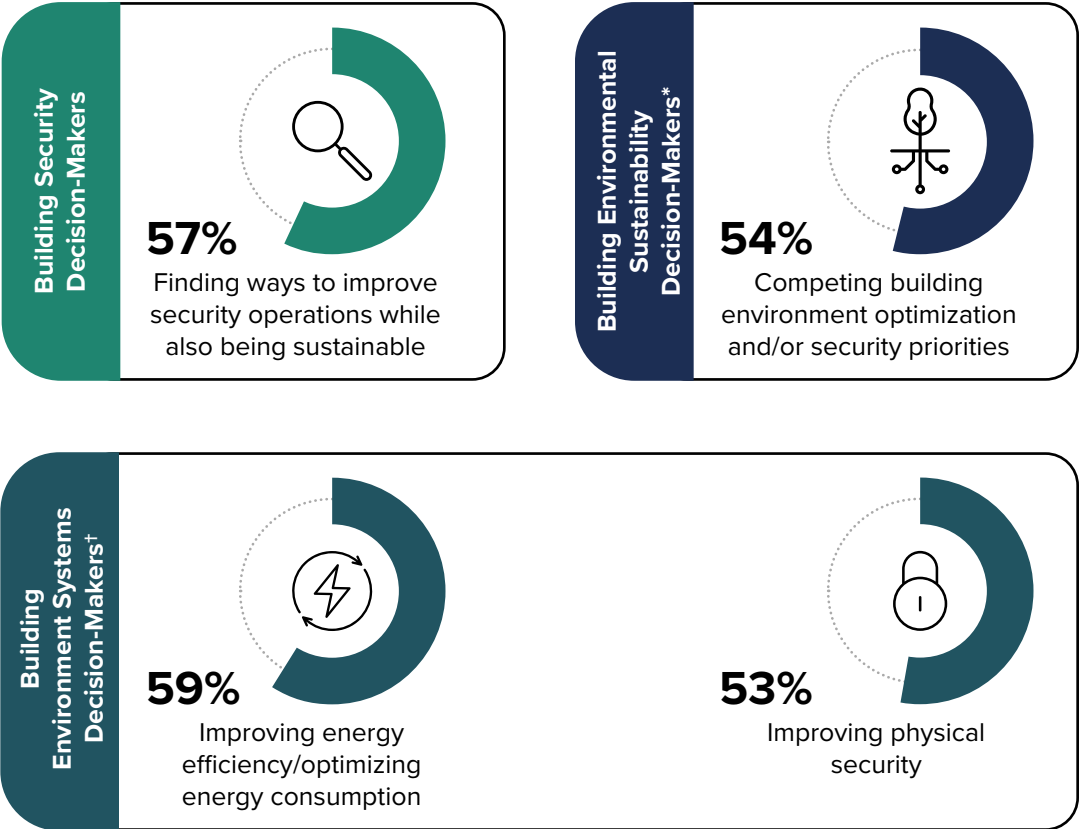 Building Security
Decision-Makers
57%
Finding ways to improve
security operations while
also being sustainable
Building Environmental
Sustainability
Decision-Makers*
54%
Competing building
environment optimization
and/or security priorities
Building
Environment Systems
Decision-Makers†
59%
Improving energy
efficiency/optimizing
energy consumption
53%
Improving physical
security